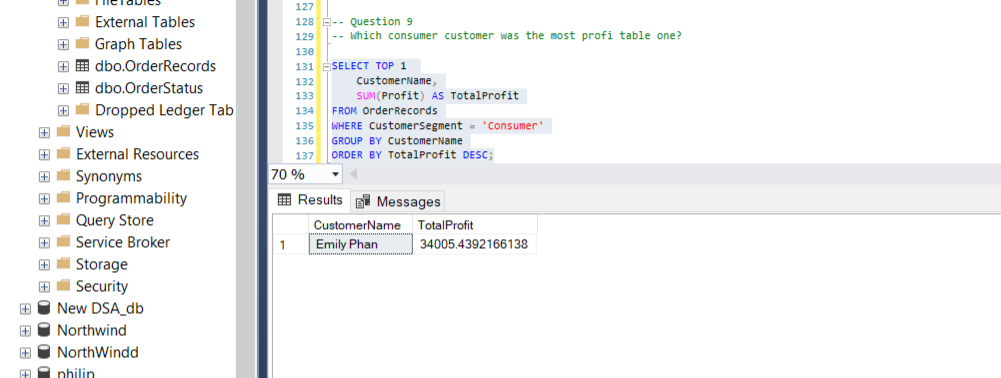 FileTables
External Tables
Graph Tables
dbo.OrderRecords
dbo.OrderStatus
Dropped Ledger Tab
Views
External Resources
Synonyms
Programmability
Query Store
Service Broker
Storage
Security
New DSA_db
Northwind
NorthWindd
philip
127
128 -- Question 9
129 -- Which consumer customer was the most profi table one?
130
131 SELECT TOP 1
132 CustomerName,
133 SUM(Profit) AS TotalProfit
134 FROM OrderRecords
135 WHERE CustomerSegment = 'Consumer'
136 GROUP BY CustomerName
137 ORDER BY TotalProfit DESC;
70 %
Results Messages
CustomerName TotalProfit
1 Emily Phan 34005.4392166138